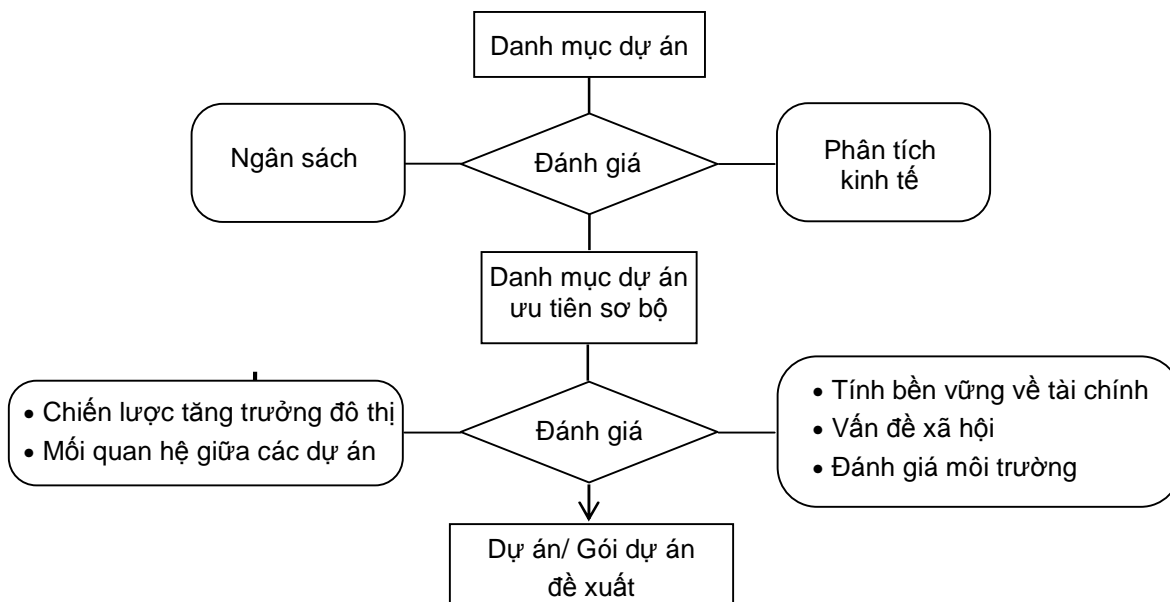 Danh mục dự án
Ngân sách
Đánh giá
Phân tích
kinh tế
Danh mục dự án
ưu tiên sơ bộ
• Chiến lược tăng trưởng đô thị
• Mối quan hệ giữa các dự án
Đánh giá
• Tính bền vững về tài chính
• Vấn đề xã hội
• Đánh giá môi trường
Dự án/ Gói dự án
đề xuất